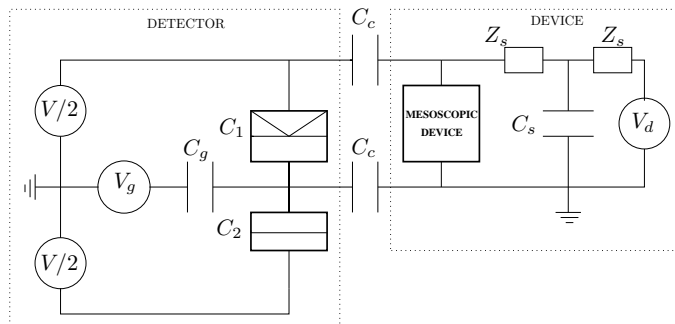 DETECTOR
DEVICE
C_c
Z_s
Z_s
V/2
C_1
MESOSCOPIC
DEVICE
C_s
V_d
C_g
C_c
V_g
C_2
V/2